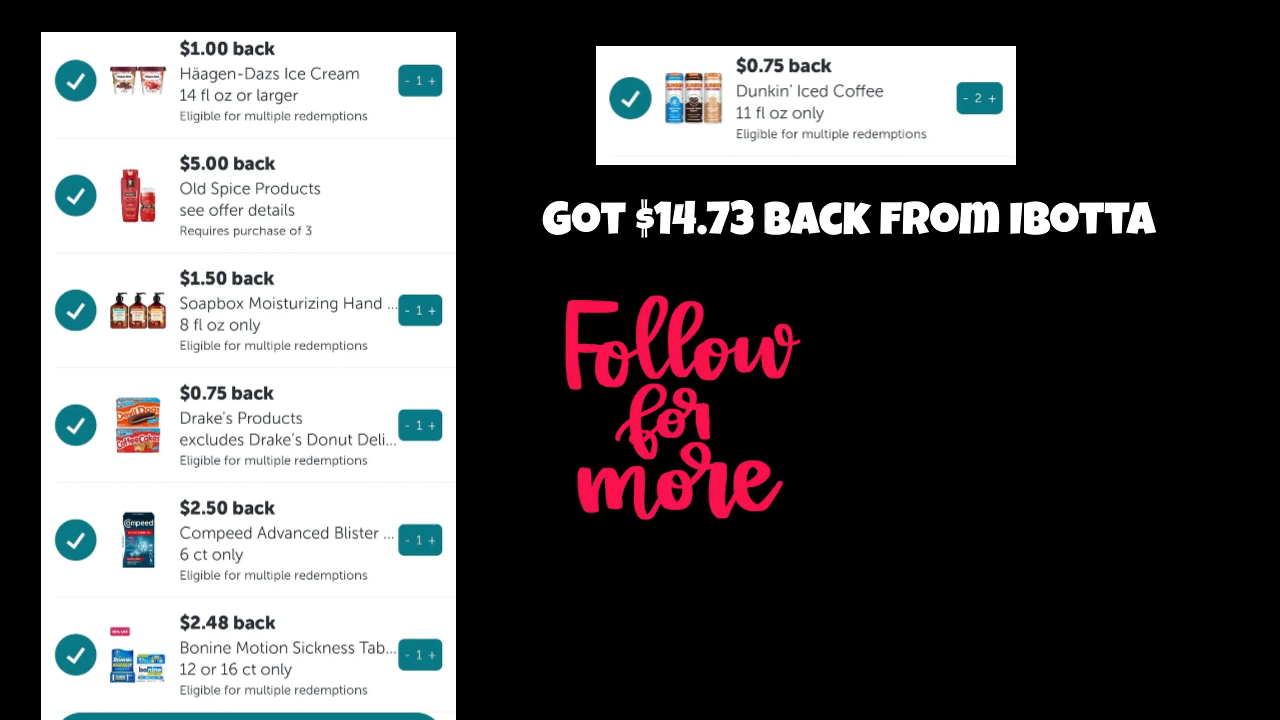 $1.00 back
Häagen-Dazs Ice Cream
14 fl oz or larger
Eligible for multiple redemptions
- 1 +
$5.00 back
Old Spice Products
see offer details
Requires purchase of 3
$1.50 back
Soapbox Moisturizing Hand ...
8 fl oz only
Eligible for multiple redemptions
- 1 +
$0.75 back
Drake's Products
excludes Drake's Donut Deli...
Eligible for multiple redemptions
- 1 +
$2.50 back
Compeed Advanced Blister ...
6 ct only
Eligible for multiple redemptions
- 1 +
$2.48 back
Bonine Motion Sickness Tab...
12 or 16 ct only
Eligible for multiple redemptions
- 1 +
$0.75 back
Dunkin' Iced Coffee
11 fl oz only
Eligible for multiple redemptions
- 2 +
GOT $14.73 BACK FROM IBOTTA
Follow
for
more